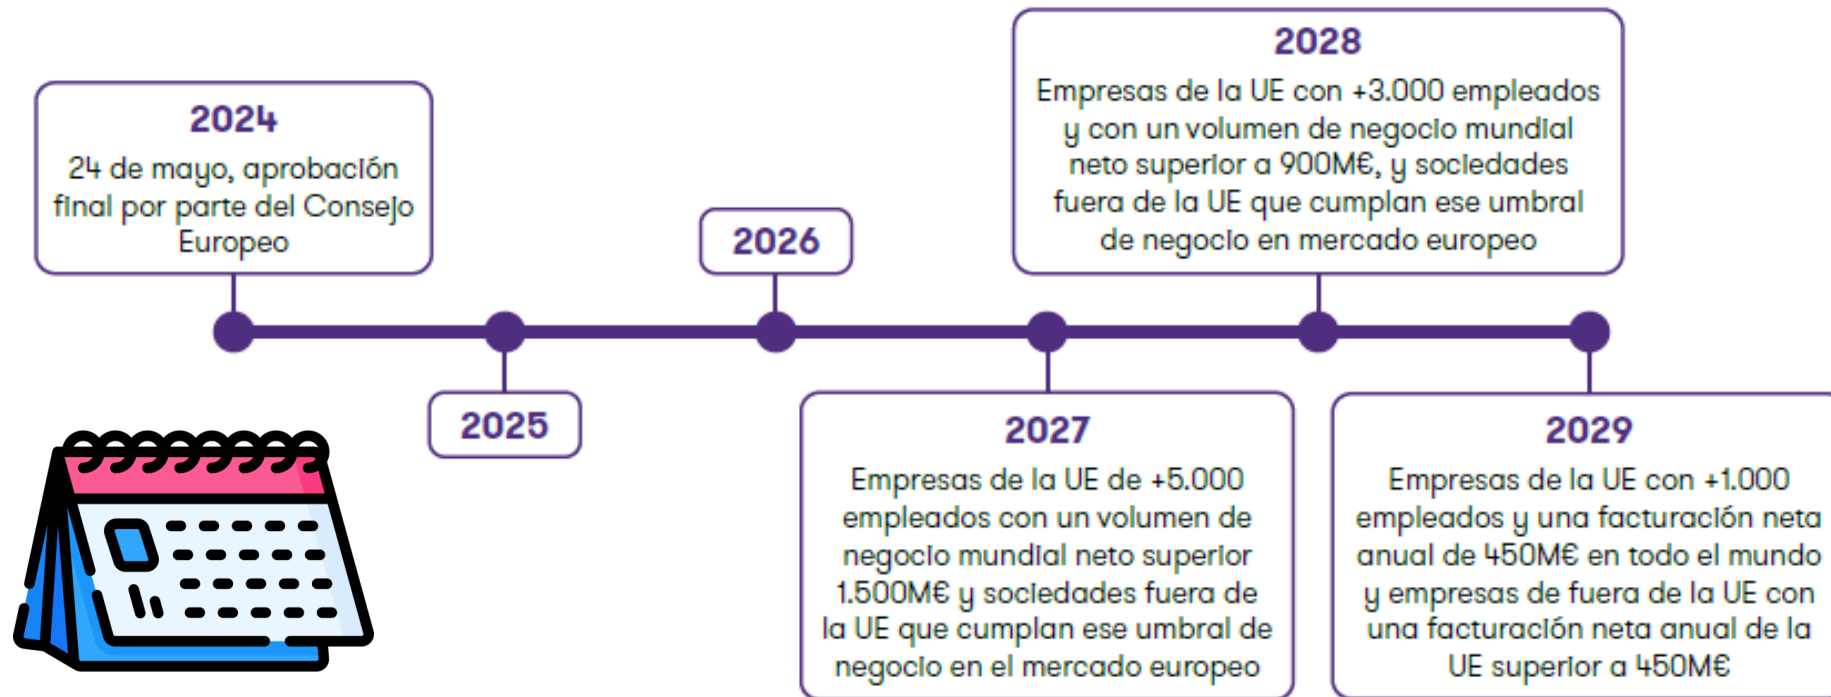 2024
24 de mayo, aprobación
final por parte del Consejo
Europeo
2025
2026
2027
Empresas de la UE de +5.000
empleados con un volumen de
negocio mundial neto superior
1.500M€ y sociedades fuera de
la UE que cumplan ese umbral de
negocio en el mercado europeo
2028
Empresas de la UE con +3.000 empleados
y con un volumen de negocio mundial
neto superior a 900M€, y sociedades
fuera de la UE que cumplan ese umbral
de negocio en mercado europeo
2029
Empresas de la UE con +1.000
empleados y una facturación neta
anual de 450M€ en todo el mundo
y empresas de fuera de la UE con
una facturación neta anual de la
UE superior a 450M€